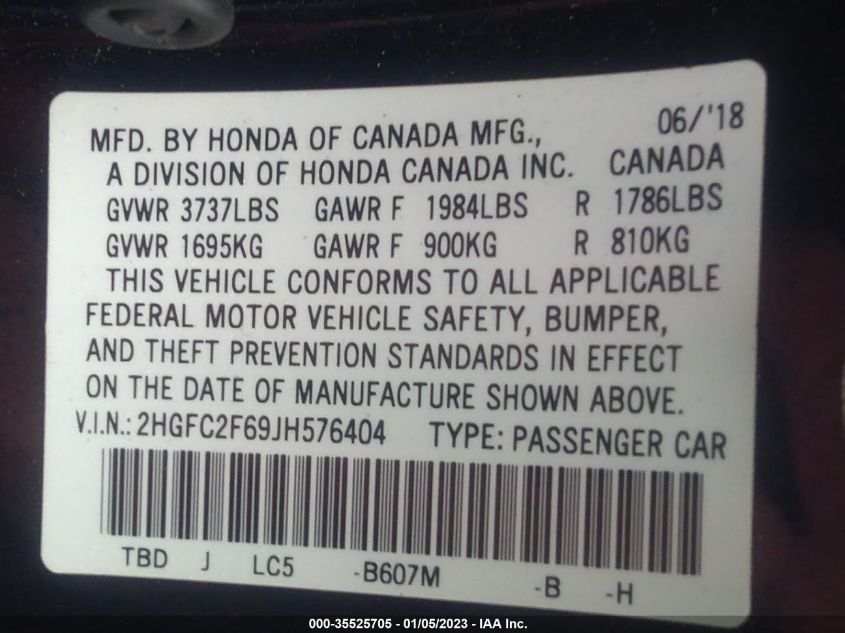 06/'18
MFD. BY HONDA OF CANADA MFG.,
A DIVISION OF HONDA CANADA INC. CANADA
GVWR 3737LBS GAWR F 1984LBS R 1786LBS
GVWR 1695KG GAWR F 900KG R 810KG
THIS VEHICLE CONFORMS TO ALL APPLICABLE
FEDERAL MOTOR VEHICLE SAFETY, BUMPER,
AND THEFT PREVENTION STANDARDS IN EFFECT
ON THE DATE OF MANUFACTURE SHOWN ABOVE.
V.I.N.: 2HGFC2F69JH576404 TYPE: PASSENGER CAR
TBD J LC5 -B607M -B -H
000-35525705 - 01/05/2023 - IAA Inc.